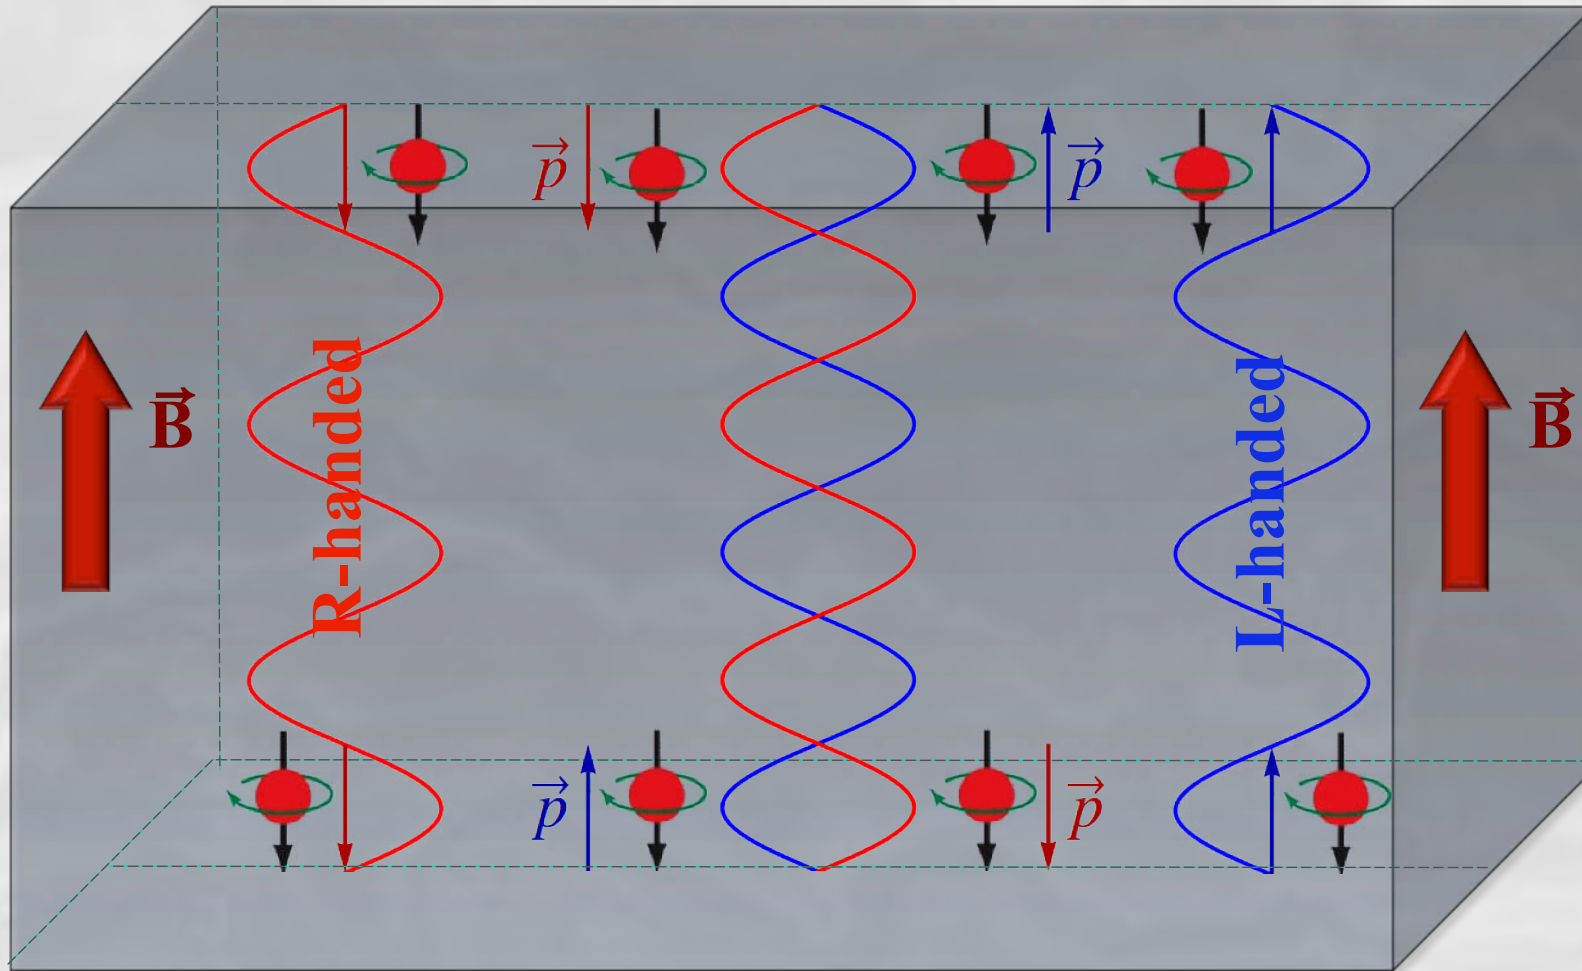 p⃗
p⃗
B⃗
R-handed
L-handed
B⃗
p⃗
p⃗